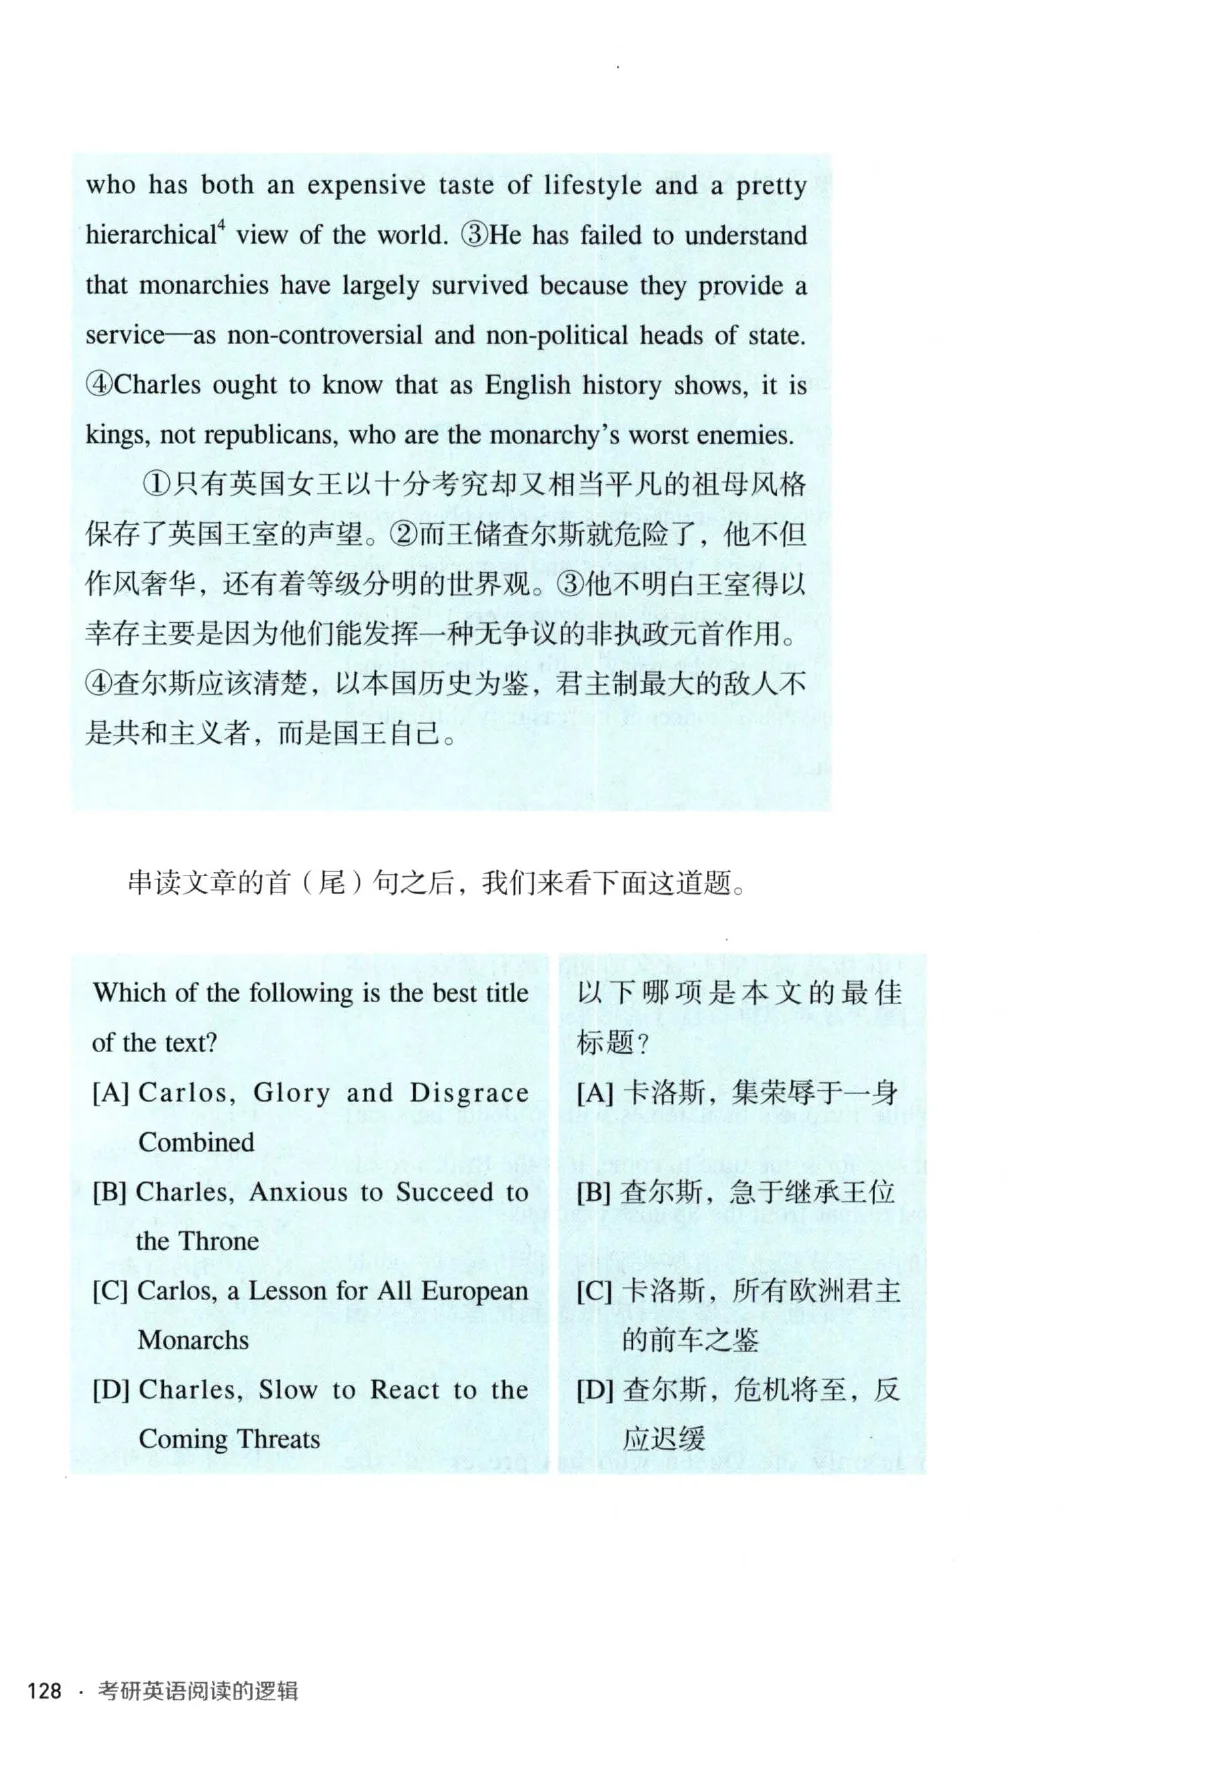 who has both an expensive taste of lifestyle and a pretty
hierarchical4 view of the world. ③He has failed to understand
that monarchies have largely survived because they provide a
service—as non-controversial and non-political heads of state.
④Charles ought to know that as English history shows, it is
kings, not republicans, who are the monarchy's worst enemies.
①只有英国女王以十分考究却又相当平凡的祖母风格
保存了英国王室的声望。②而王储查尔斯就危险了，他不但
作风奢华，还有着等级分明的世界观。③他不明白王室得以
幸存主要是因为他们能发挥一种无争议的非执政元首作用。
④查尔斯应该清楚，以本国历史为鉴，君主制最大的敌人不
是共和主义者，而是国王自己。
串读文章的首（尾）句之后，我们来看下面这道题。
Which of the following is the best title
of the text?
[A] Carlos, Glory and Disgrace
Combined
[B] Charles, Anxious to Succeed to
the Throne
[C] Carlos, a Lesson for All European
Monarchs
[D] Charles, Slow to React to the
Coming Threats
以下哪项是本文的最佳
标题？
[A] 卡洛斯，集荣辱于一身
[B] 查尔斯，急于继承王位
[C] 卡洛斯，所有欧洲君主
的前车之鉴
[D] 查尔斯，危机将至，反
应迟缓
128 · 考研英语阅读的逻辑